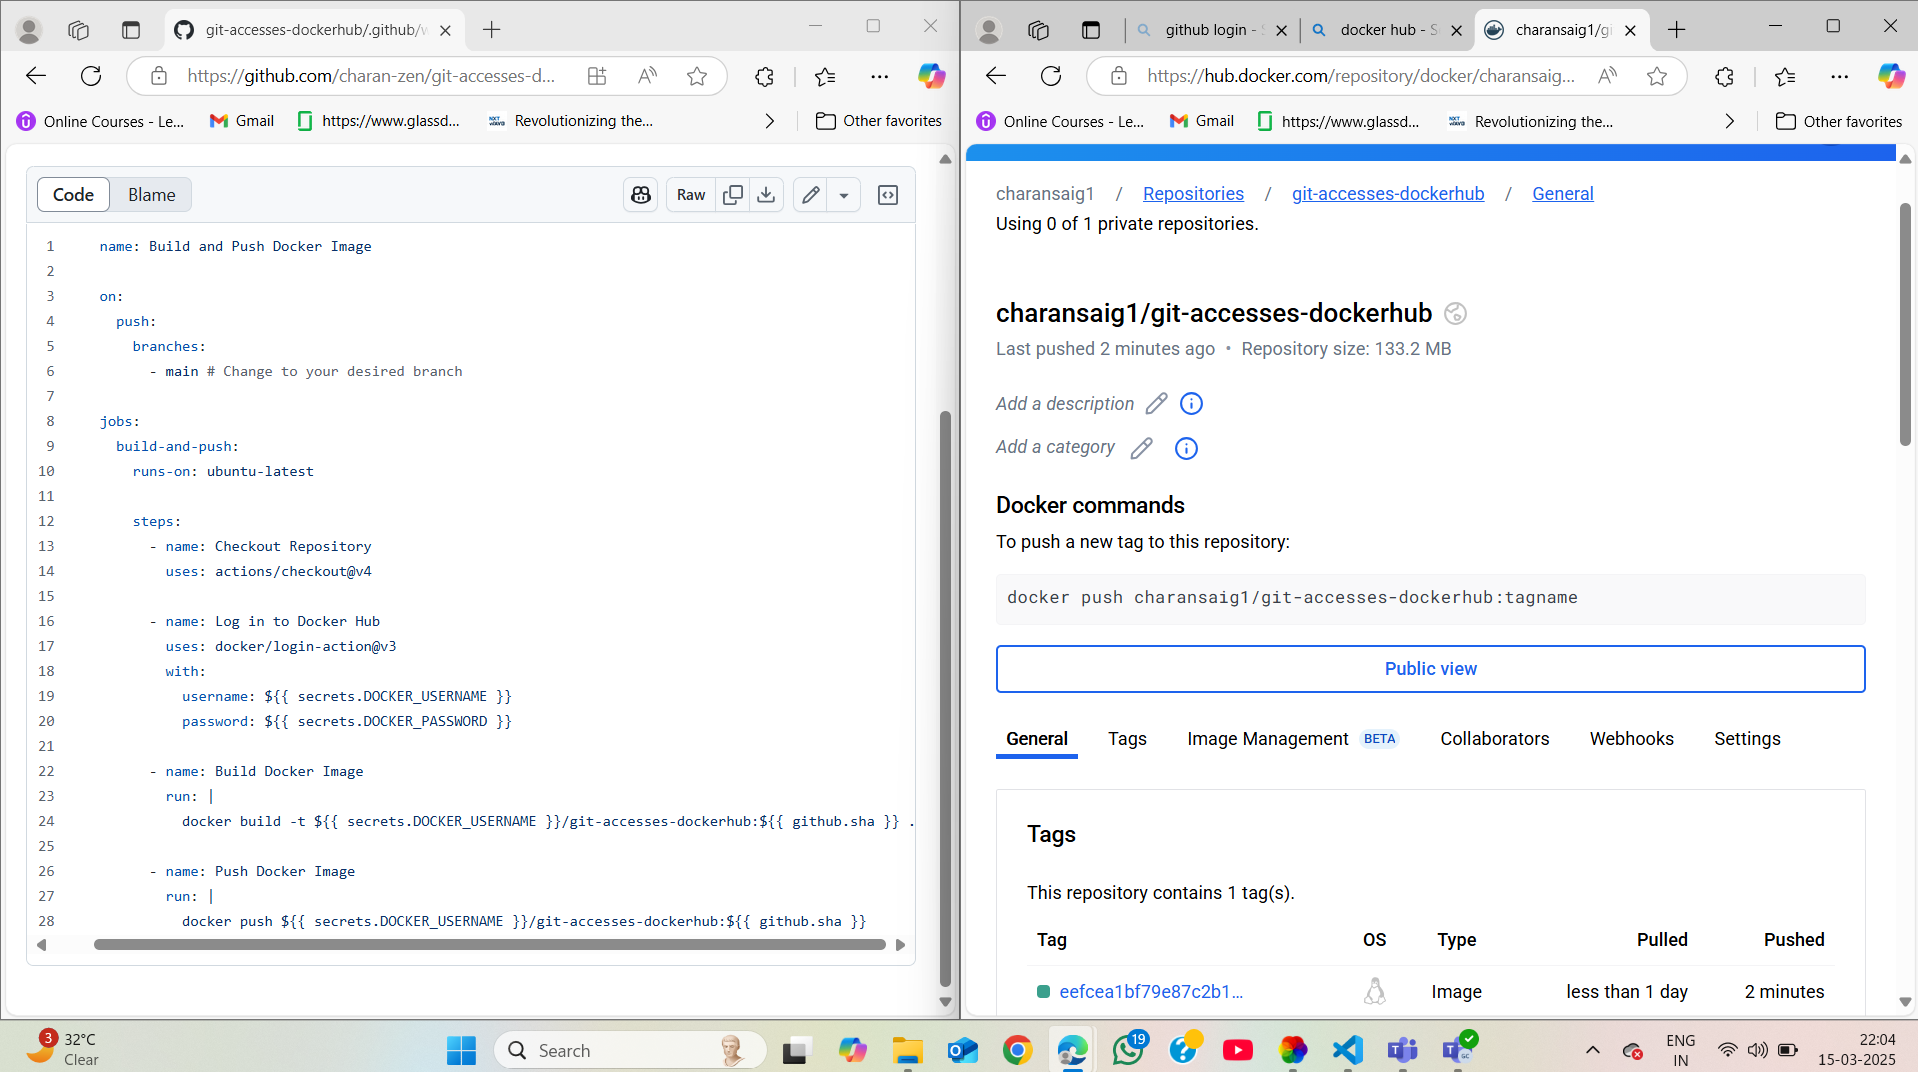 git-accesses-dockerhub/.github/w
https://github.com/charan-zen/git-accesses-d...
Online Courses - Le...
Gmail
https://www.glassd...
Revolutionizing the...
Other favorites
Code
Blame
Raw
1 name: Build and Push Docker Image
2
3 on:
4 push:
5 branches:
6 - main # Change to your desired branch
7
8 jobs:
9 build-and-push:
10 runs-on: ubuntu-latest
11
12 steps:
13 - name: Checkout Repository
14 uses: actions/checkout@v4
15
16 - name: Log in to Docker Hub
17 uses: docker/login-action@v3
18 with:
19 username: ${{ secrets.DOCKER_USERNAME }}
20 password: ${{ secrets.DOCKER_PASSWORD }}
21
22 - name: Build Docker Image
23 run: |
24 docker build -t ${{ secrets.DOCKER_USERNAME }}/git-accesses-dockerhub:${{ github.sha }} .
25
26 - name: Push Docker Image
27 run: |
28 docker push ${{ secrets.DOCKER_USERNAME }}/git-accesses-dockerhub:${{ github.sha }}
github login - S
docker hub - S
charansaig1/gi
https://hub.docker.com/repository/docker/charansaig...
Online Courses - Le...
Gmail
https://www.glassd...
Revolutionizing the...
Other favorites
charansaig1 / Repositories / git-accesses-dockerhub / General
Using 0 of 1 private repositories.
charansaig1/git-accesses-dockerhub
Last pushed 2 minutes ago • Repository size: 133.2 MB
Add a description
Add a category
Docker commands
To push a new tag to this repository:
docker push charansaig1/git-accesses-dockerhub:tagname
Public view
General Tags Image Management BETA Collaborators Webhooks Settings
Tags
This repository contains 1 tag(s).
Tag OS Type Pulled Pushed
eefcea1bf79e87c2b1... Image less than 1 day 2 minutes
3
32°C
Clear
Search
19
ENG
IN
22:04
15-03-2025